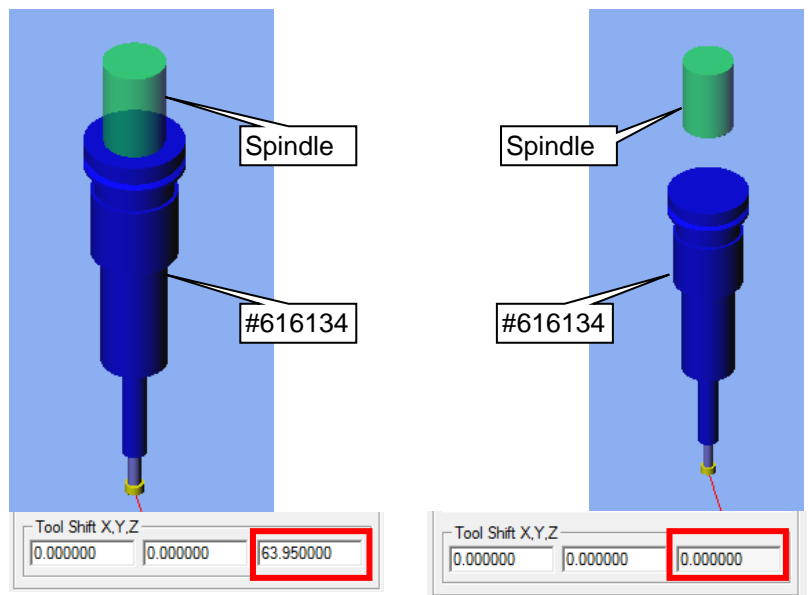 Spindle
#616134
Tool Shift X,Y,Z
0.000000 0.000000 63.950000
Spindle
#616134
Tool Shift X,Y,Z
0.000000 0.000000 0.000000